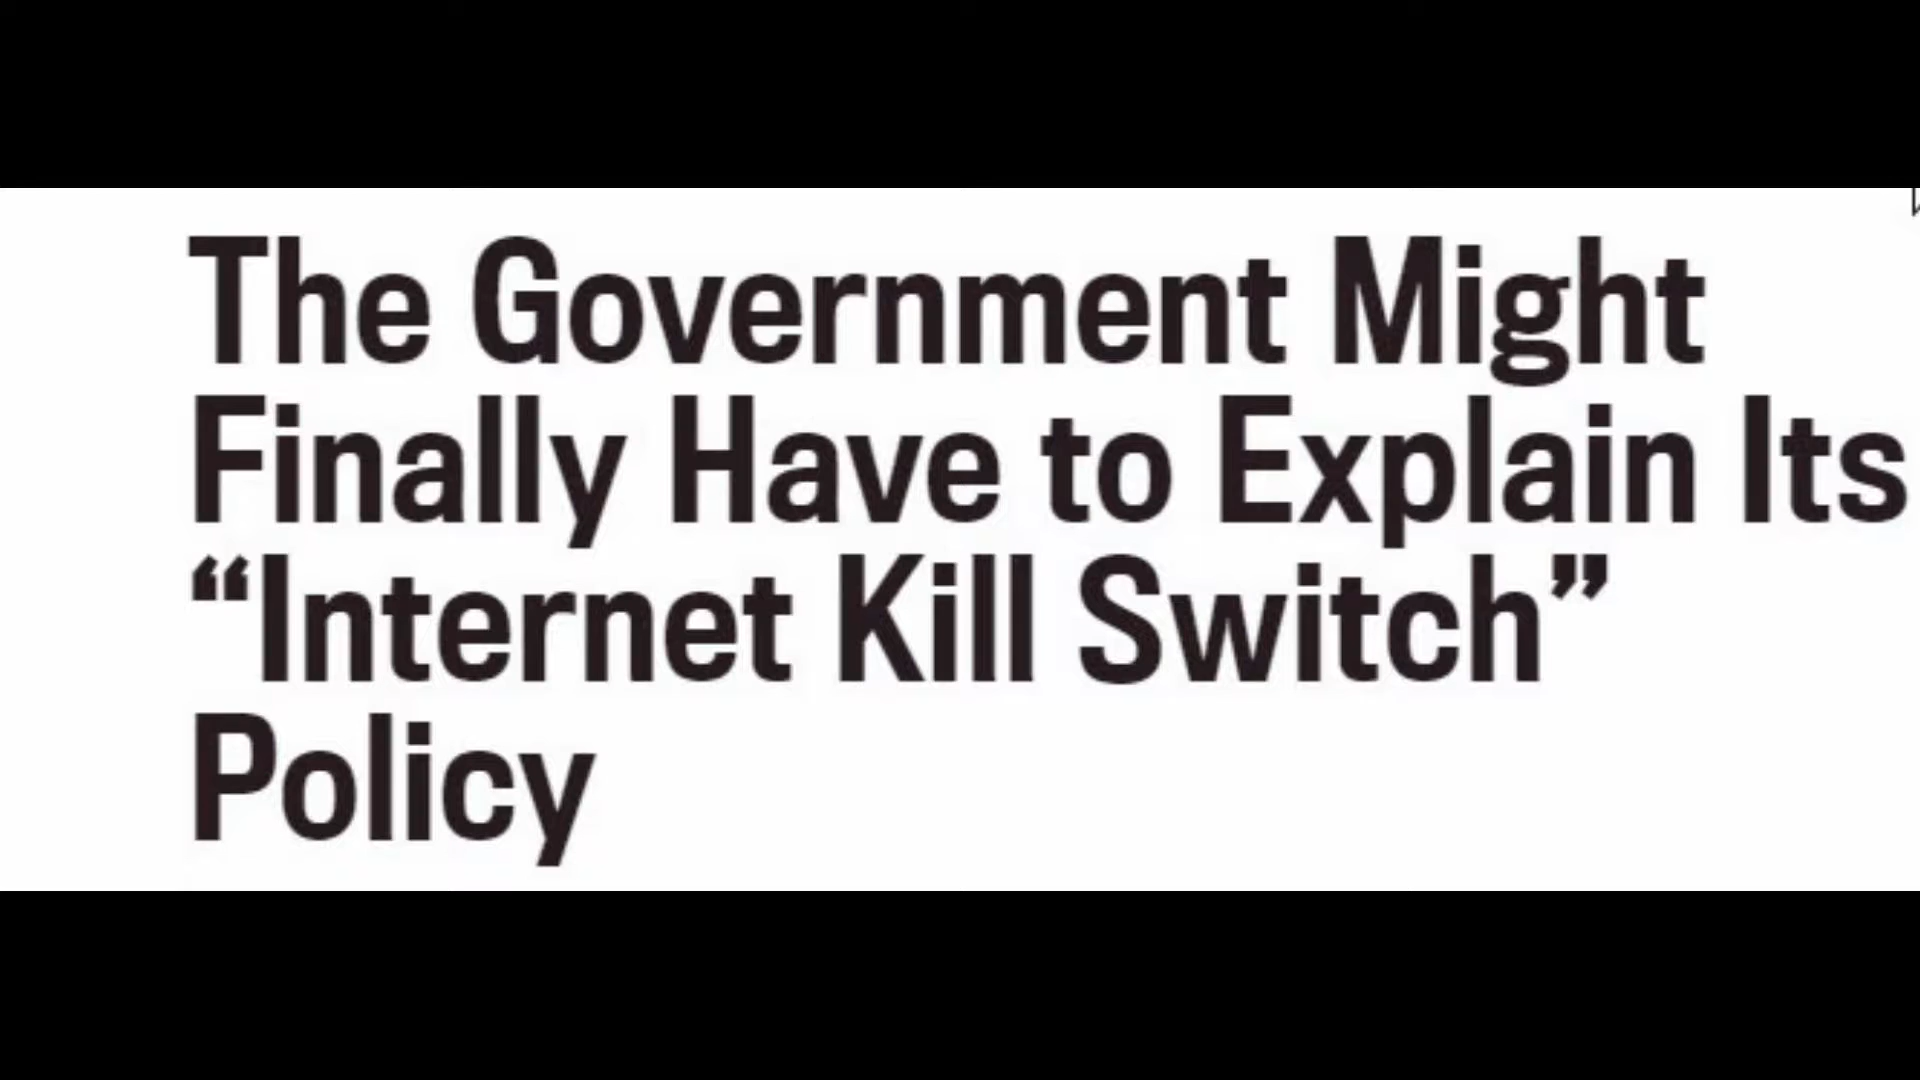 The Government Might
Finally Have to Explain Its
“Internet Kill Switch”
Policy